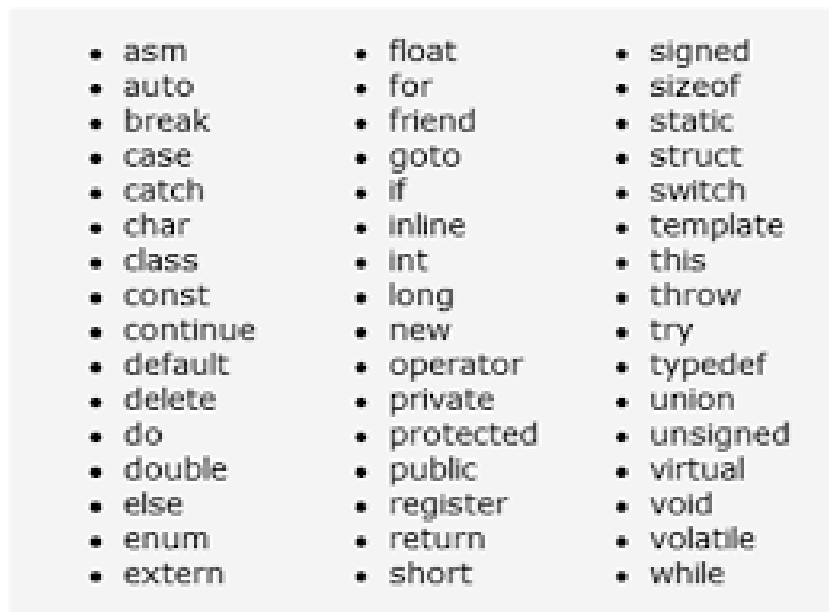 • asm
• auto
• break
• case
• catch
• char
• class
• const
• continue
• default
• delete
• do
• double
• else
• enum
• extern
• float
• for
• friend
• goto
• if
• inline
• int
• long
• new
• operator
• private
• protected
• public
• register
• return
• short
• signed
• sizeof
• static
• struct
• switch
• template
• this
• throw
• try
• typedef
• union
• unsigned
• virtual
• void
• volatile
• while